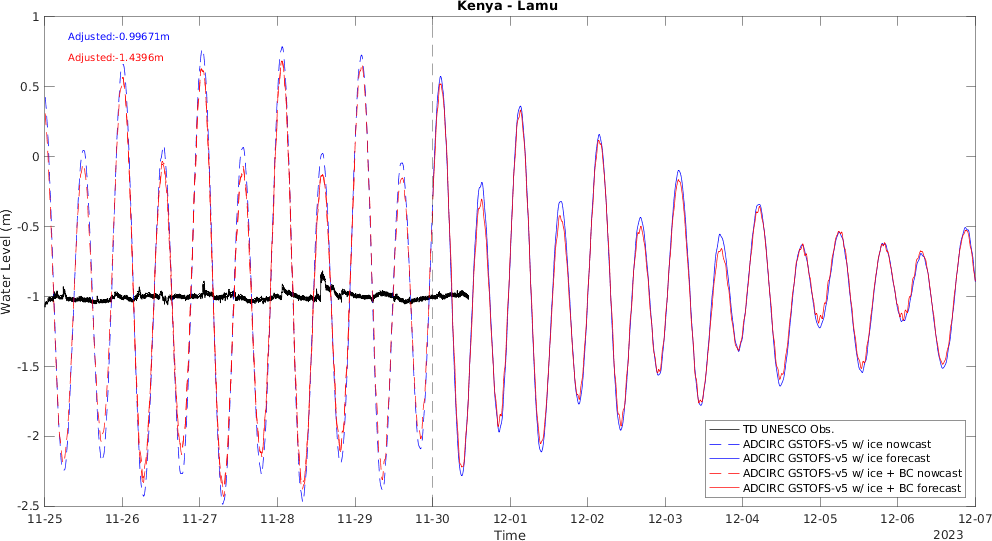 Kenya - Lamu
Adjusted:-0.99671m
Adjusted:-1.4396m
Water Level (m)
1
0.5
0
-0.5
-1
-1.5
-2
-2.5
TD UNESCO Obs.
ADCIRC GSTOFS-v5 w/ ice nowcast
ADCIRC GSTOFS-v5 w/ ice forecast
ADCIRC GSTOFS-v5 w/ ice + BC nowcast
ADCIRC GSTOFS-v5 w/ ice + BC forecast
11-25 11-26 11-27 11-28 11-29 11-30 12-01 12-02 12-03 12-04 12-05 12-06 12-07
Time
2023